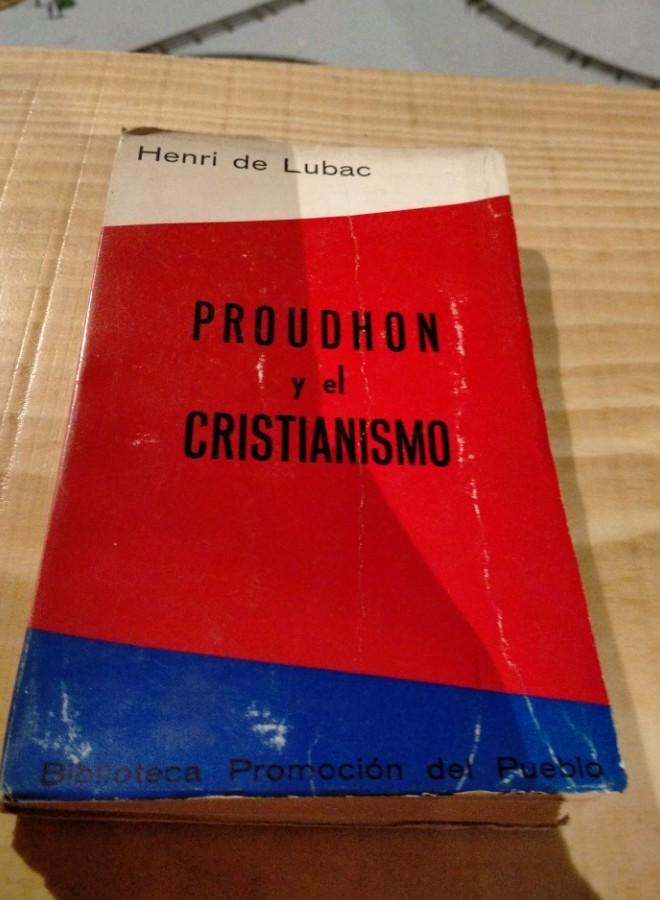 Henri de Lubac
PROUDHON
y el
CRISTIANISMO
Biblioteca Promoción del Pueblo